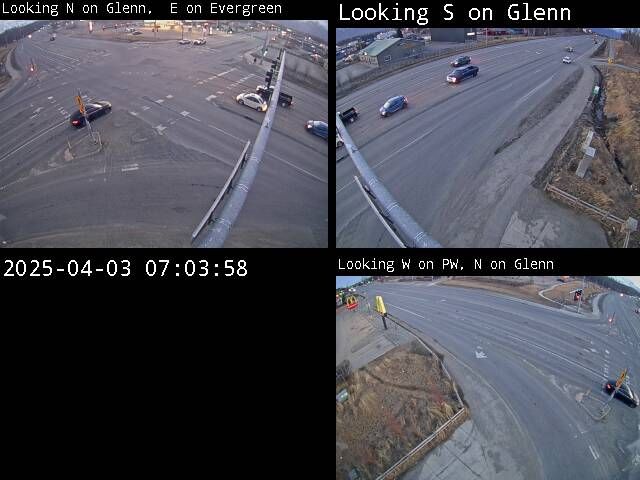 Looking N on Glenn,  E on Evergreen
Looking S on Glenn
2025-04-03 07:03:58
Looking W on PW, N on Glenn